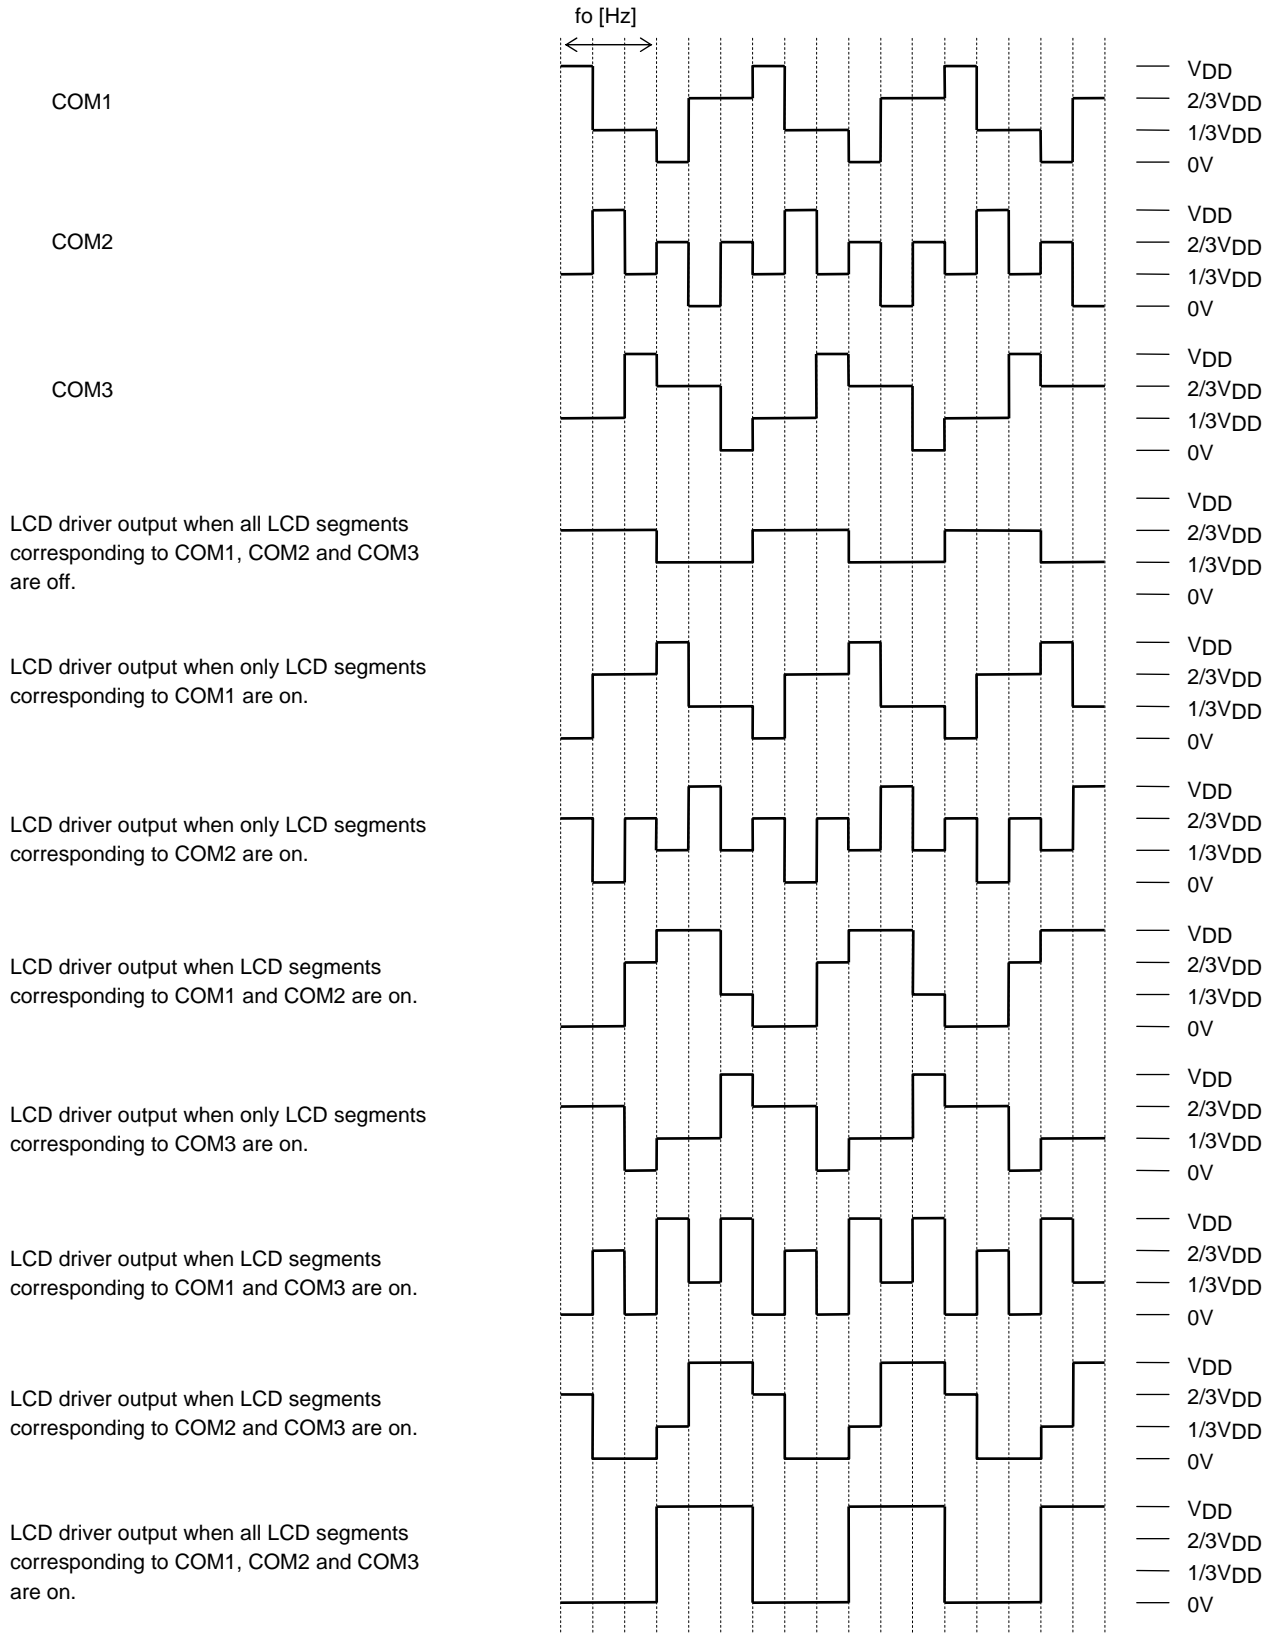 fo [Hz]
COM1
VDD
2/3VDD
1/3VDD
0V
COM2
VDD
2/3VDD
1/3VDD
0V
COM3
VDD
2/3VDD
1/3VDD
0V
LCD driver output when all LCD segments
corresponding to COM1, COM2 and COM3
are off.
VDD
2/3VDD
1/3VDD
0V
LCD driver output when only LCD segments
corresponding to COM1 are on.
VDD
2/3VDD
1/3VDD
0V
LCD driver output when only LCD segments
corresponding to COM2 are on.
VDD
2/3VDD
1/3VDD
0V
LCD driver output when LCD segments
corresponding to COM1 and COM2 are on.
VDD
2/3VDD
1/3VDD
0V
LCD driver output when only LCD segments
corresponding to COM3 are on.
VDD
2/3VDD
1/3VDD
0V
LCD driver output when LCD segments
corresponding to COM1 and COM3 are on.
VDD
2/3VDD
1/3VDD
0V
LCD driver output when LCD segments
corresponding to COM2 and COM3 are on.
VDD
2/3VDD
1/3VDD
0V
LCD driver output when all LCD segments
corresponding to COM1, COM2 and COM3
are on.
VDD
2/3VDD
1/3VDD
0V